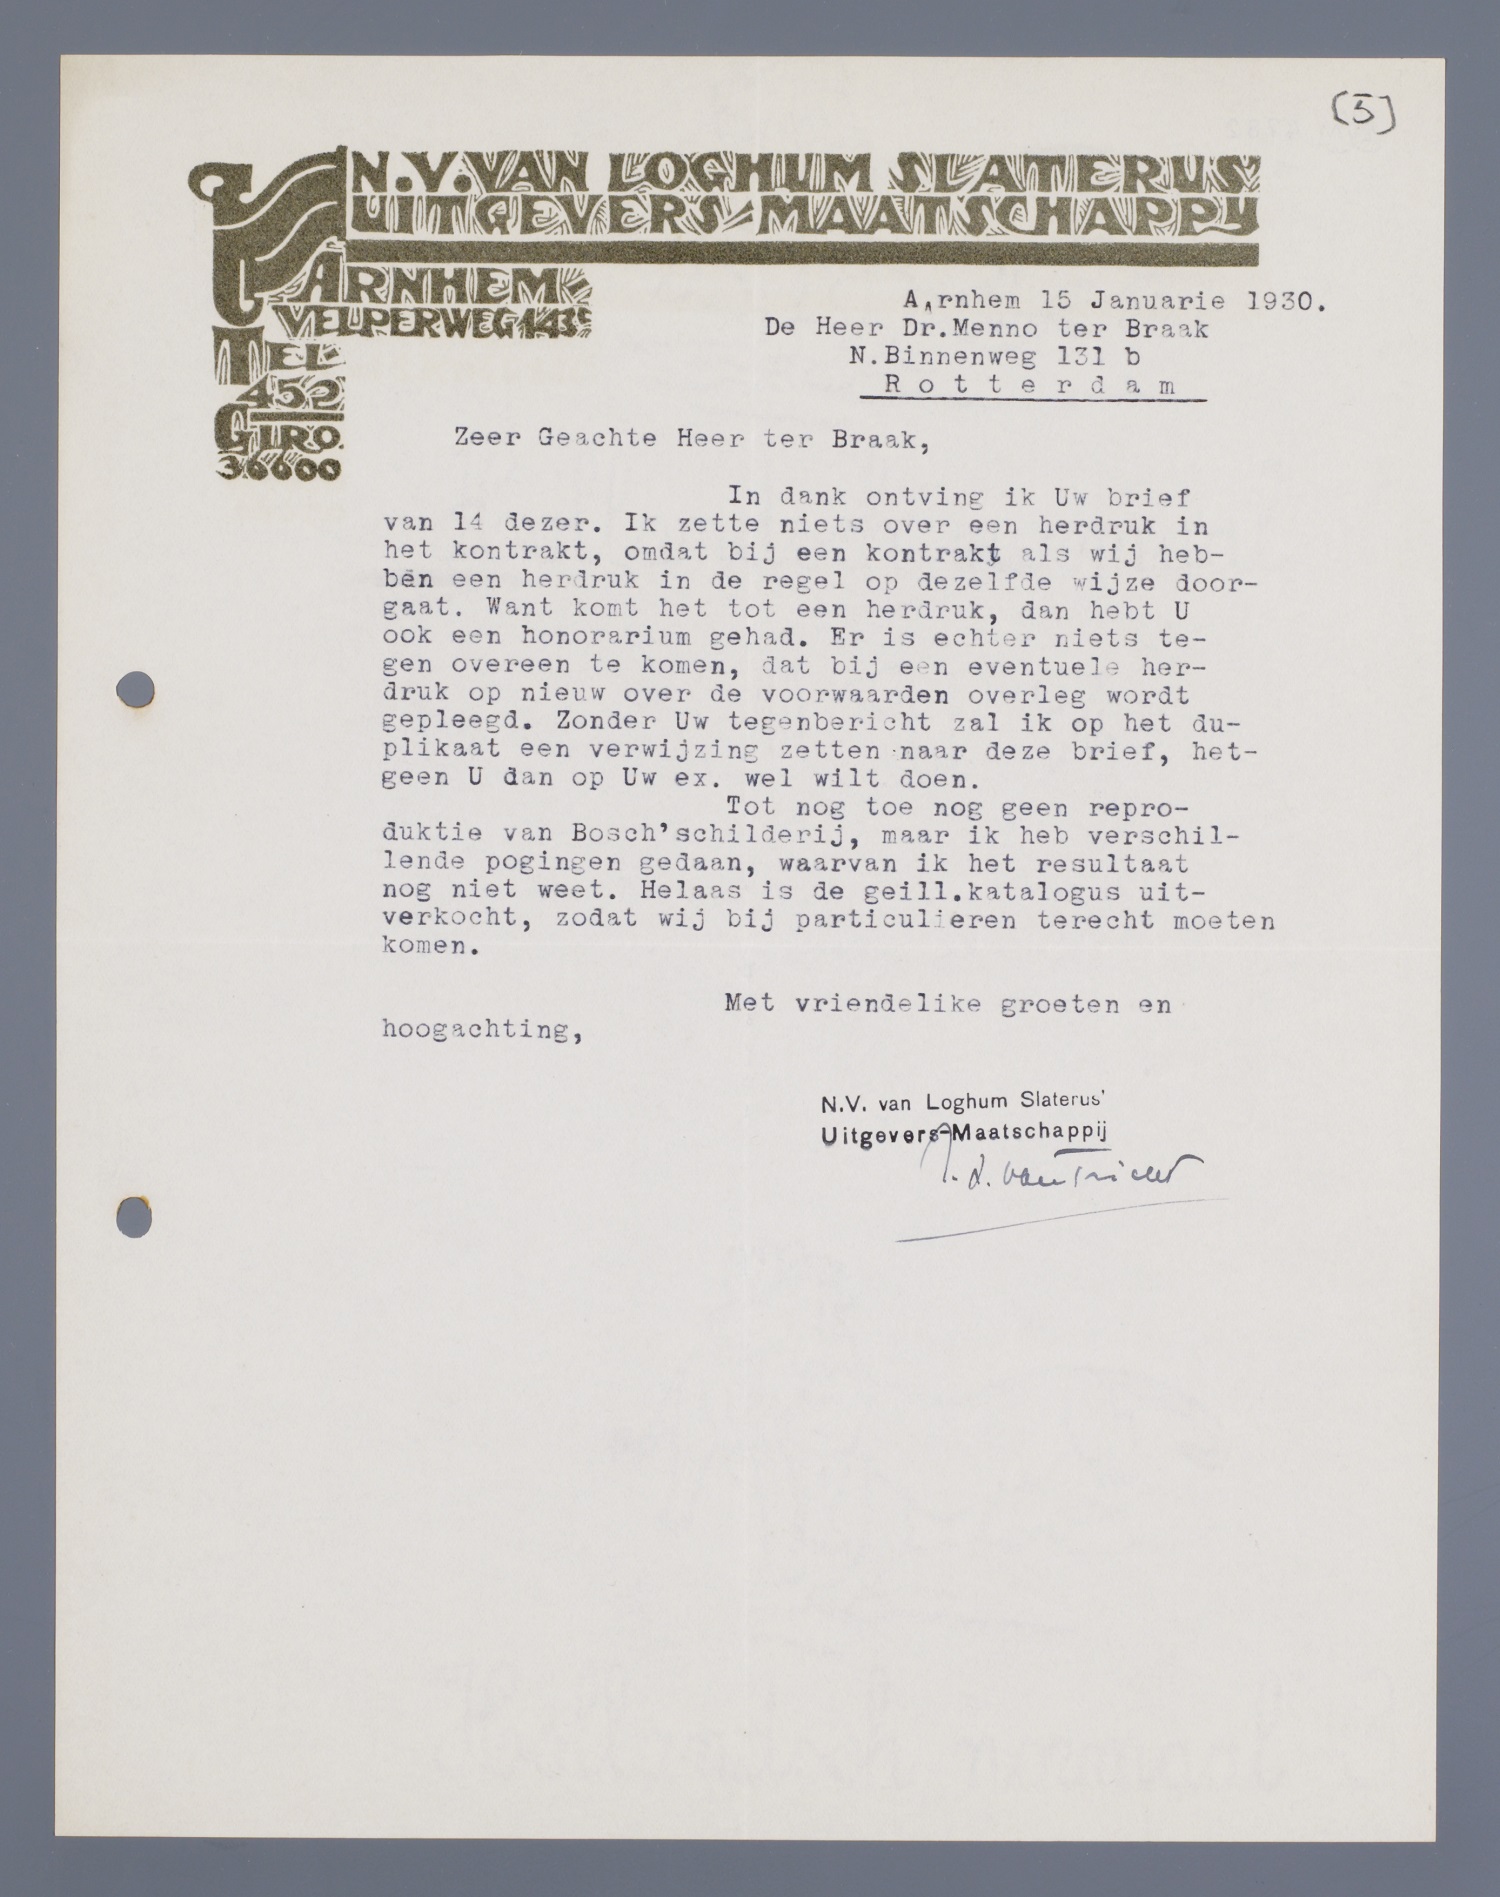 (5)
N.V. VAN LOGHUM SLATERUS'
UITGEVERS-MAATSCHAPPY
ARNHEM
VELPERWEG 143c
TEL.
452
GIRO.
36600
A,rnhem 15 Januarie 1930.
De Heer Dr.Menno ter Braak
N.Binnenweg 131 b
R o t t e r d a m
Zeer Geachte Heer ter Braak,
In dank ontving ik Uw brief
van 14 dezer. Ik zette niets over een herdruk in
het kontrakt, omdat bij een kontrakt als wij heb-
ben een herdruk in de regel op dezelfde wijze door-
gaat. Want komt het tot een herdruk, dan hebt U
ook een honorarium gehad. Er is echter niets te-
gen overeen te komen, dat bij een eventuele her-
druk op nieuw over de voorwaarden overleg wordt
gepleegd. Zonder Uw tegenbericht zal ik op het du-
plikaat een verwijzing zetten naar deze brief, het-
geen U dan op Uw ex. wel wilt doen.
Tot nog toe nog geen repro-
duktie van Bosch'schilderij, maar ik heb verschil-
lende pogingen gedaan, waarvan ik het resultaat
nog niet weet. Helaas is de geill.katalogus uit-
verkocht, zodat wij bij particulieren terecht moeten
komen.
Met vriendelike groeten en
hoogachting,
N.V. van Loghum Slaterus'
Uitgevers-Maatschappij
van Tricht